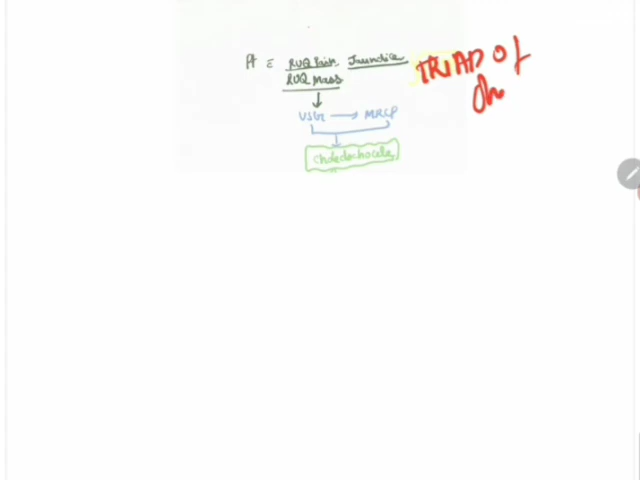 Pt c̄ RUQ Pain Jaundice
RUQ Mass
TRIAD Of
Ch
USG → MRCP
Choledochocele